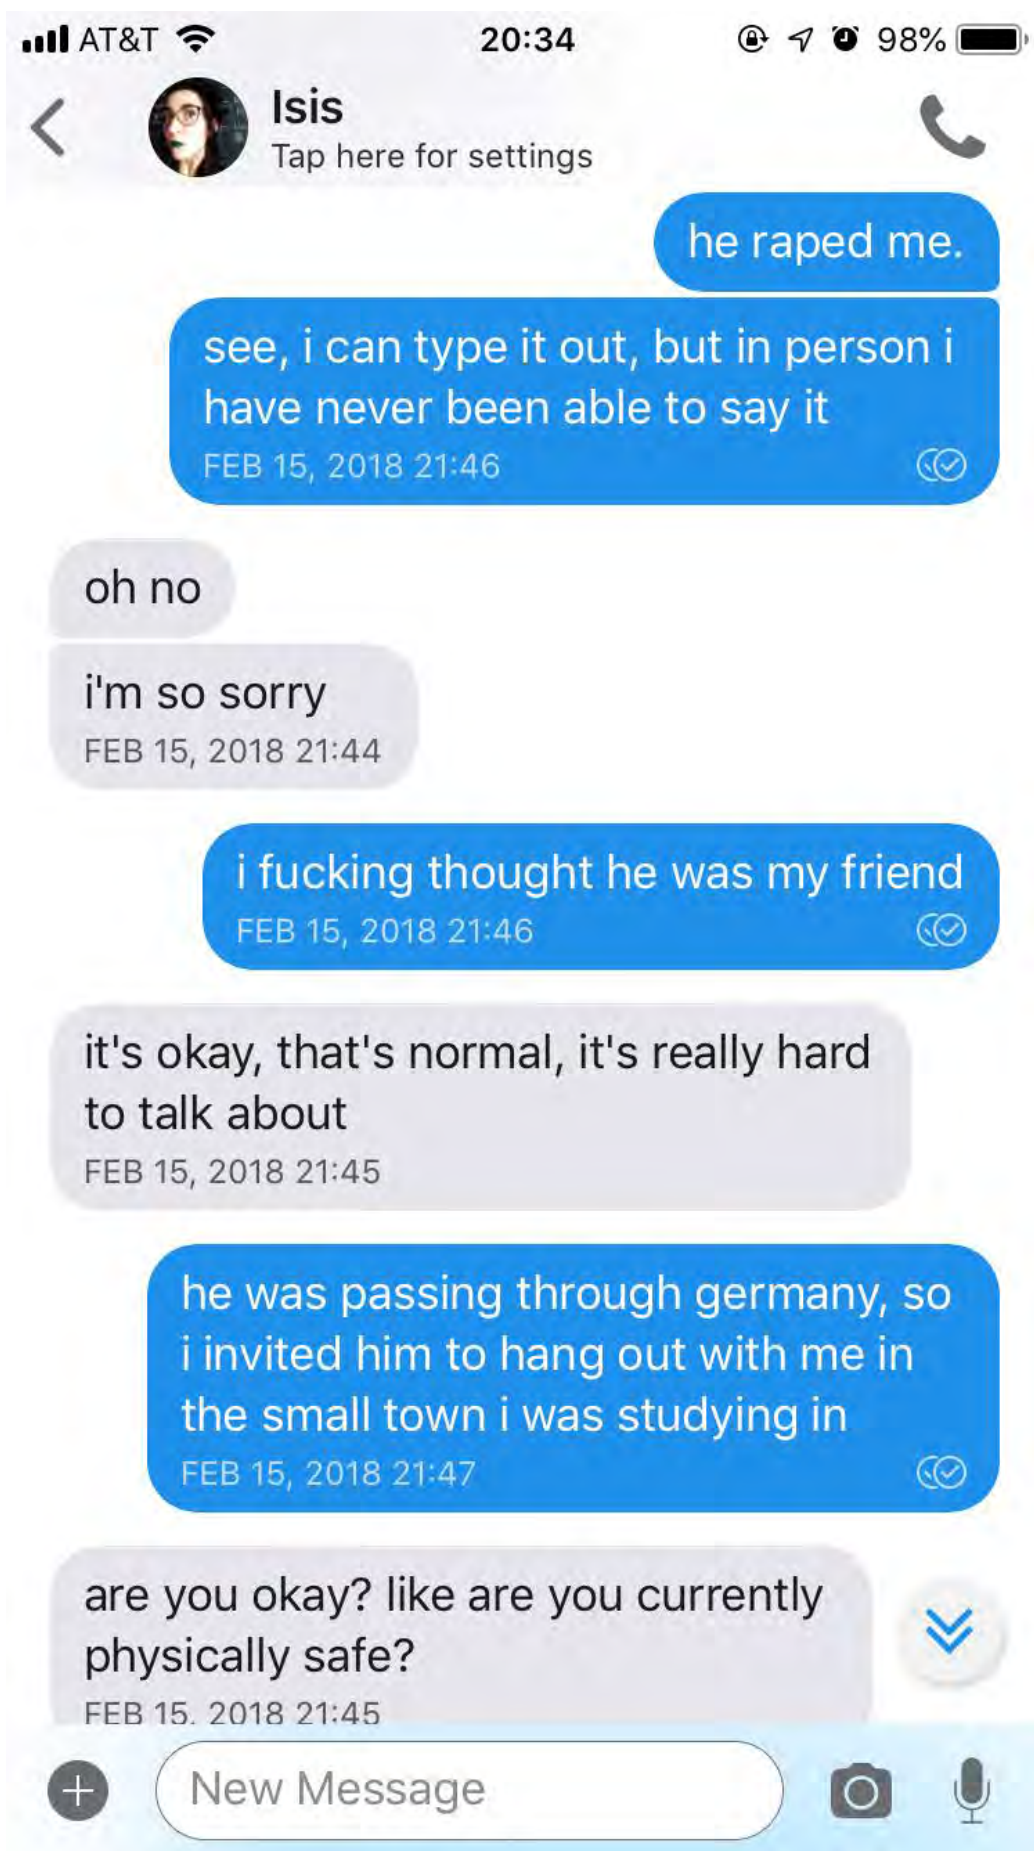 AT&T 20:34 98%
Isis
Tap here for settings
he raped me.
see, i can type it out, but in person i
have never been able to say it
FEB 15, 2018 21:46
oh no
i'm so sorry
FEB 15, 2018 21:44
i fucking thought he was my friend
FEB 15, 2018 21:46
it's okay, that's normal, it's really hard
to talk about
FEB 15, 2018 21:45
he was passing through germany, so
i invited him to hang out with me in
the small town i was studying in
FEB 15, 2018 21:47
are you okay? like are you currently
physically safe?
FEB 15, 2018 21:45
New Message